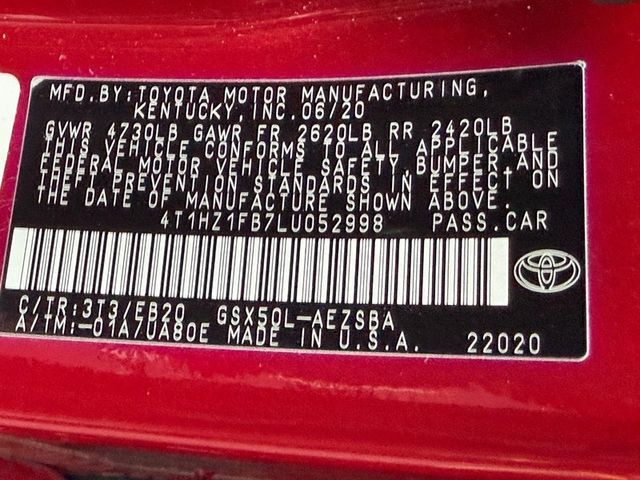 MFD. BY: TOYOTA MOTOR MANUFACTURING,
KENTUCKY, INC. 06/20
GVWR 4730LB GAWR FR 2620LB RR 2420LB
THIS VEHICLE CONFORMS TO ALL APPLICABLE
FEDERAL MOTOR VEHICLE SAFETY, BUMPER AND
THEFT PREVENTION STANDARDS IN EFFECT ON
THE DATE OF MANUFACTURE SHOWN ABOVE.
4T1HZ1FB7LU052998 PASS.CAR
C/TR:3T3/EB20 GSX50L-AEZSBA
A/TM:-01A/UA80E MADE IN U.S.A. 22020